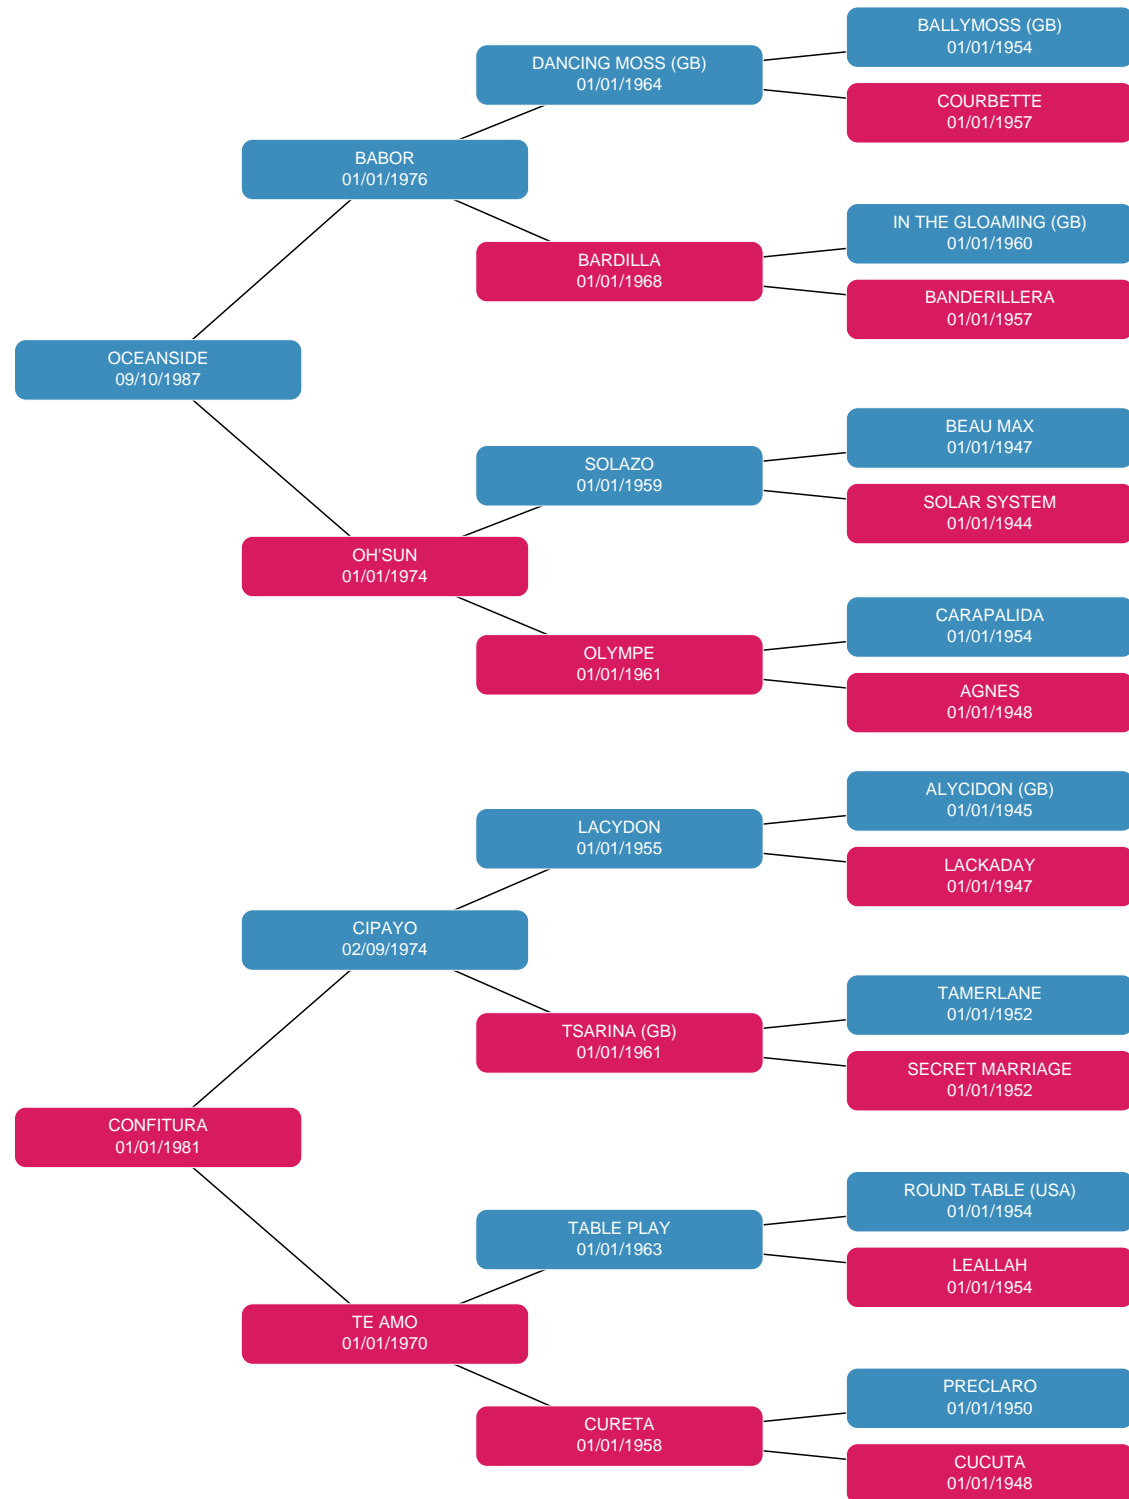 BALLYMOSS (GB)
01/01/1954
DANCING MOSS (GB)
01/01/1964
COURBETTE
01/01/1957
BABOR
01/01/1976
IN THE GLOAMING (GB)
01/01/1960
BARDILLA
01/01/1968
BANDERILLERA
01/01/1957
OCEANSIDE
09/10/1987
BEAU MAX
01/01/1947
SOLAZO
01/01/1959
SOLAR SYSTEM
01/01/1944
OH'SUN
01/01/1974
CARAPALIDA
01/01/1954
OLYMPE
01/01/1961
AGNES
01/01/1948
ALYCIDON (GB)
01/01/1945
LACYDON
01/01/1955
LACKADAY
01/01/1947
CIPAYO
02/09/1974
TAMERLANE
01/01/1952
TSARINA (GB)
01/01/1961
SECRET MARRIAGE
01/01/1952
CONFITURA
01/01/1981
ROUND TABLE (USA)
01/01/1954
TABLE PLAY
01/01/1963
LEALLAH
01/01/1954
TE AMO
01/01/1970
PRECLARO
01/01/1950
CURETA
01/01/1958
CUCUTA
01/01/1948